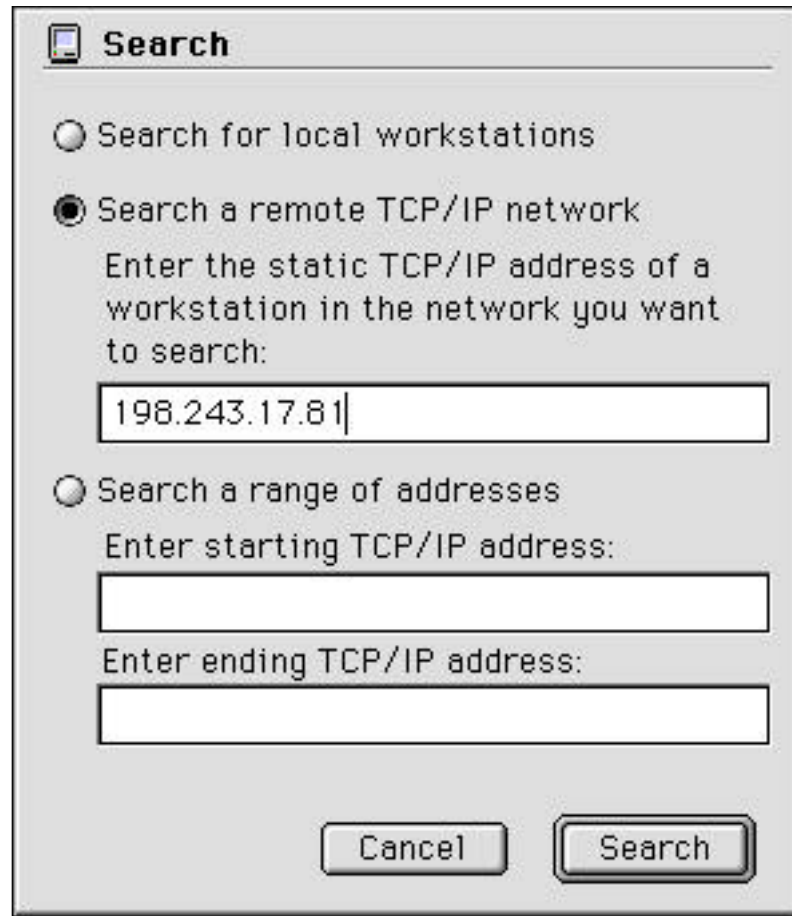 Search
Search for local workstations
Search a remote TCP/IP network
Enter the static TCP/IP address of a
workstation in the network you want
to search:
198.243.17.81
Search a range of addresses
Enter starting TCP/IP address:
Enter ending TCP/IP address:
Cancel Search